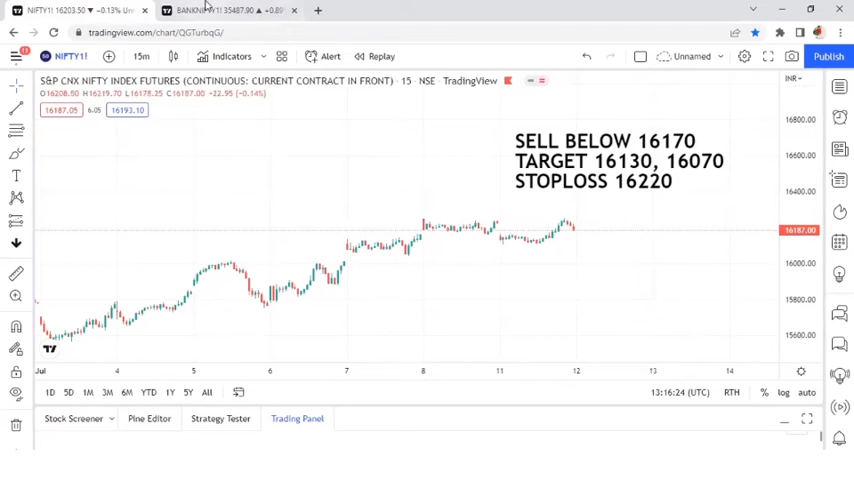 NIFTY1! 16203.50 ▼ −0.13% Un
BANKNIFTY1! 35487.90 ▲ +0.89
tradingview.com/chart/QGTurbqG/
11
NIFTY1!
15m
Indicators
Alert
Replay
Unnamed
Publish
S&P CNX NIFTY INDEX FUTURES (CONTINUOUS: CURRENT CONTRACT IN FRONT) · 15 · NSE · TradingView
INR
O16208.50 H16219.70 L16178.25 C16187.00 −22.95 (−0.14%)
16187.05 6.05 16193.10
SELL BELOW 16170
TARGET 16130, 16070
STOPLOSS 16220
16800.00
16600.00
16400.00
16187.00
16000.00
15800.00
15600.00
Jul 4 5 6 7 8 11 12 13 14
1D 5D 1M 3M 6M YTD 1Y 5Y All
13:16:24 (UTC) RTH % log auto
Stock Screener Pine Editor Strategy Tester Trading Panel